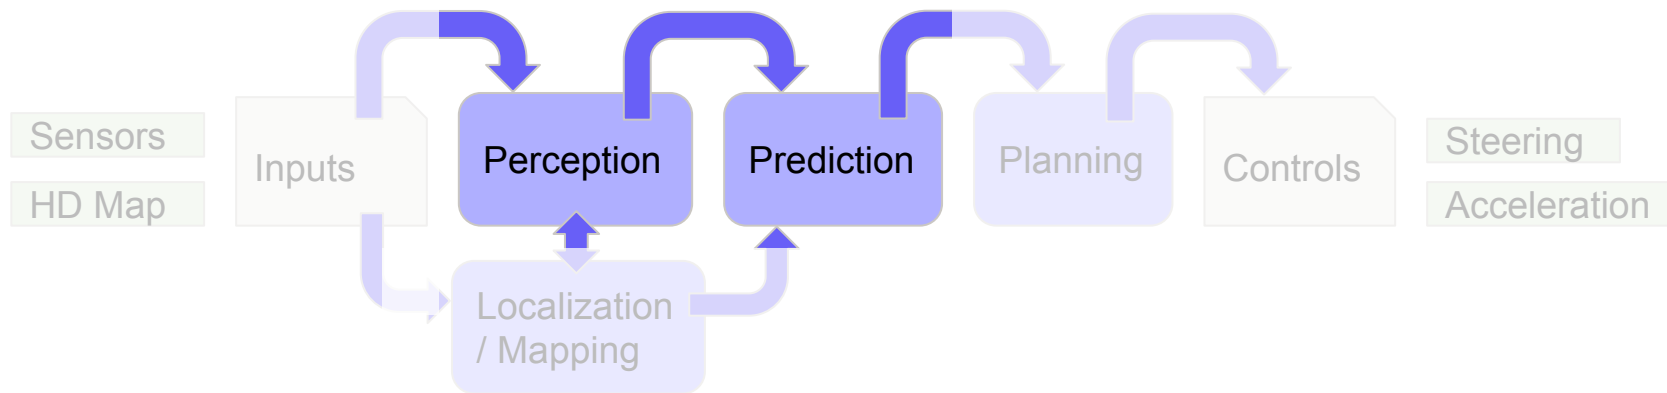 Sensors
HD Map
Inputs
Perception
Prediction
Planning
Controls
Steering
Acceleration
Localization
/ Mapping